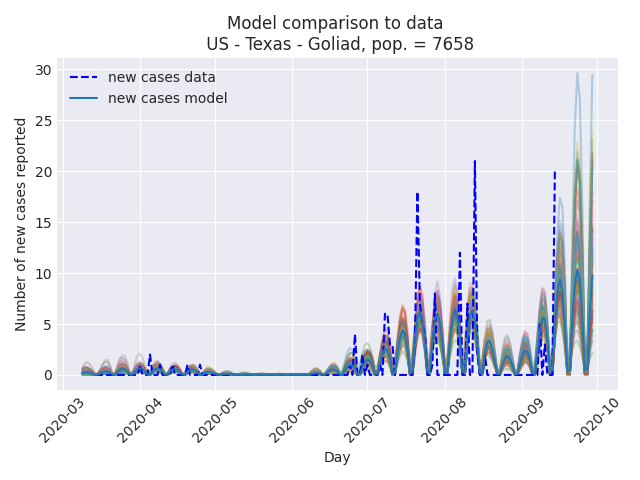 Model comparison to data
US - Texas - Goliad, pop. = 7658
new cases data
new cases model
Number of new cases reported
30
25
20
15
10
5
0
2020-03
2020-04
2020-05
2020-06
2020-07
2020-08
2020-09
2020-10
Day